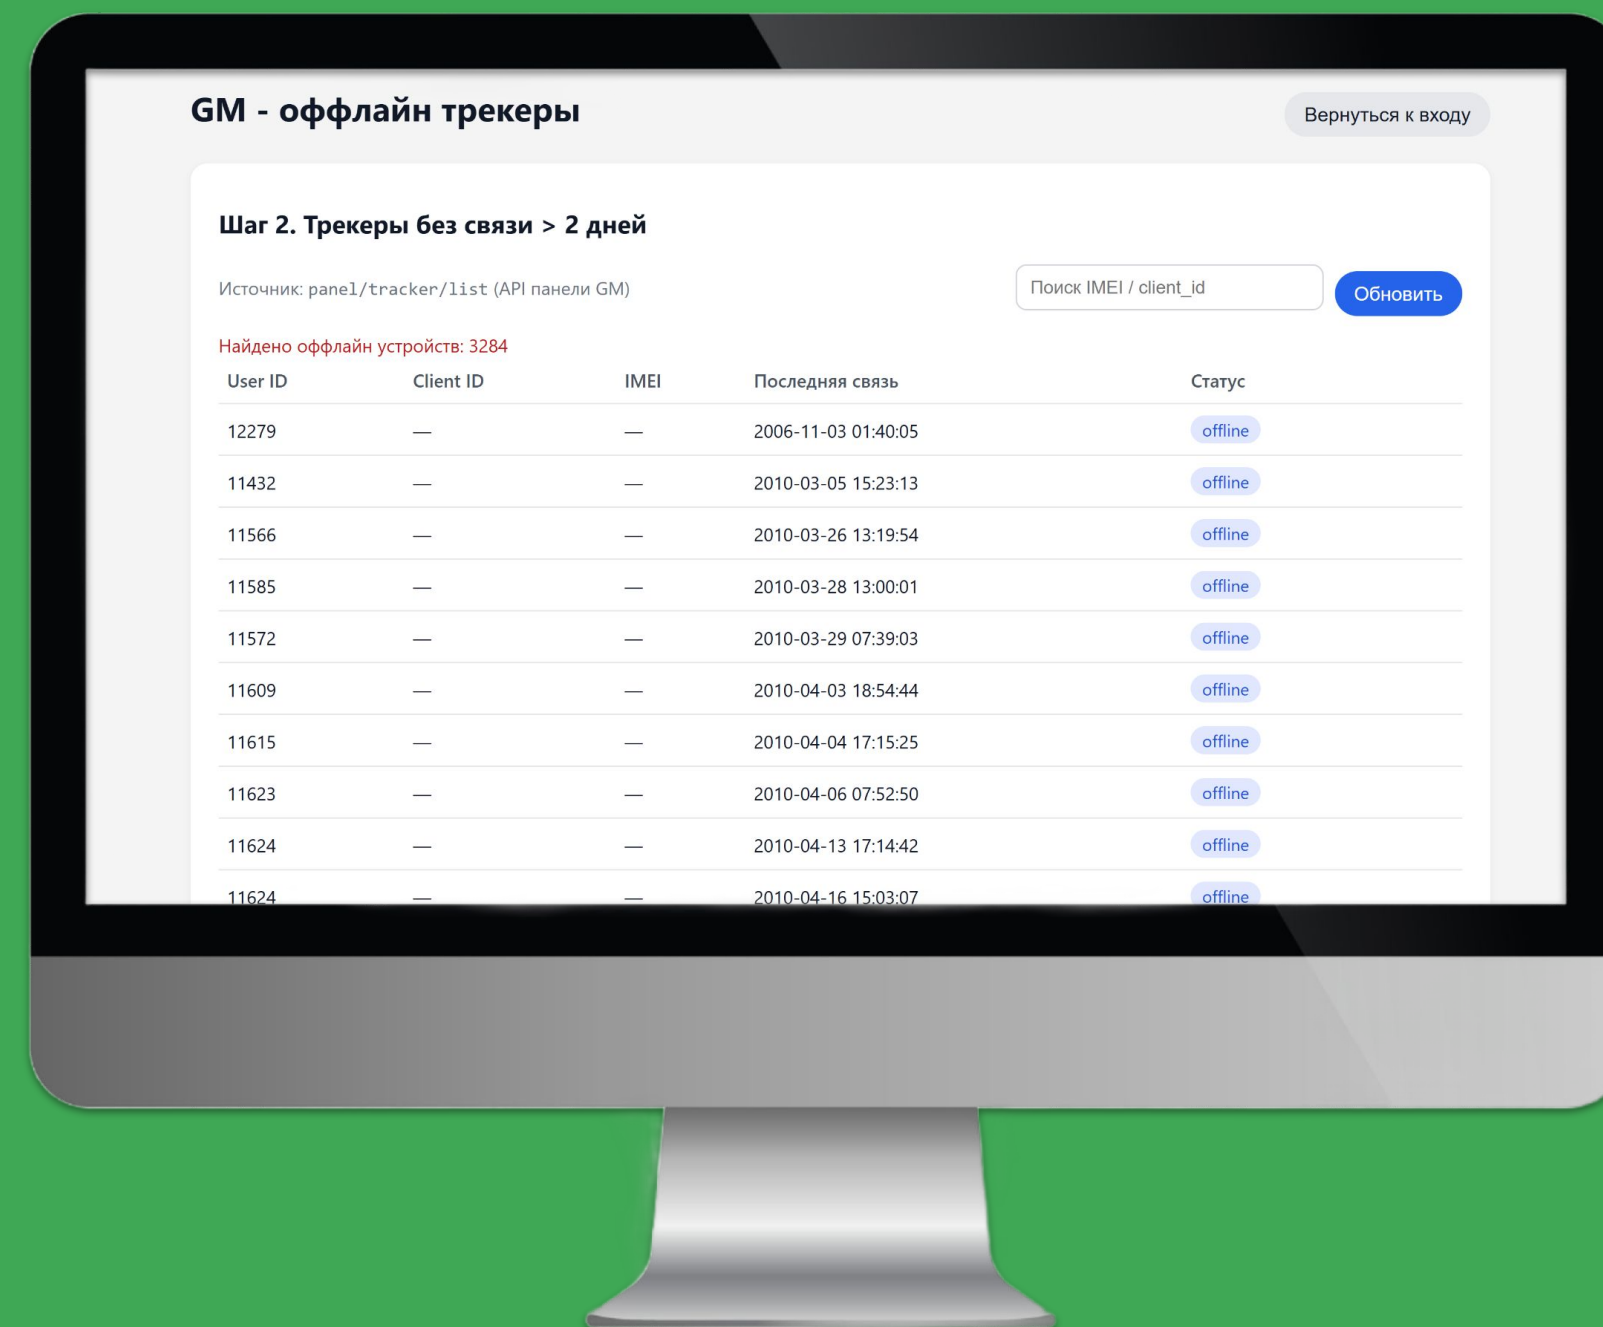 GM - оффлайн трекеры
Вернуться к входу
Шаг 2. Трекеры без связи > 2 дней
Источник: panel/tracker/list (API панели GM)
Поиск IMEI / client_id
Обновить
Найдено оффлайн устройств: 3284
User ID Client ID IMEI Последняя связь Статус
12279 — — 2006-11-03 01:40:05 offline
11432 — — 2010-03-05 15:23:13 offline
11566 — — 2010-03-26 13:19:54 offline
11585 — — 2010-03-28 13:00:01 offline
11572 — — 2010-03-29 07:39:03 offline
11609 — — 2010-04-03 18:54:44 offline
11615 — — 2010-04-04 17:15:25 offline
11623 — — 2010-04-06 07:52:50 offline
11624 — — 2010-04-13 17:14:42 offline
11624 — — 2010-04-16 15:03:07 offline